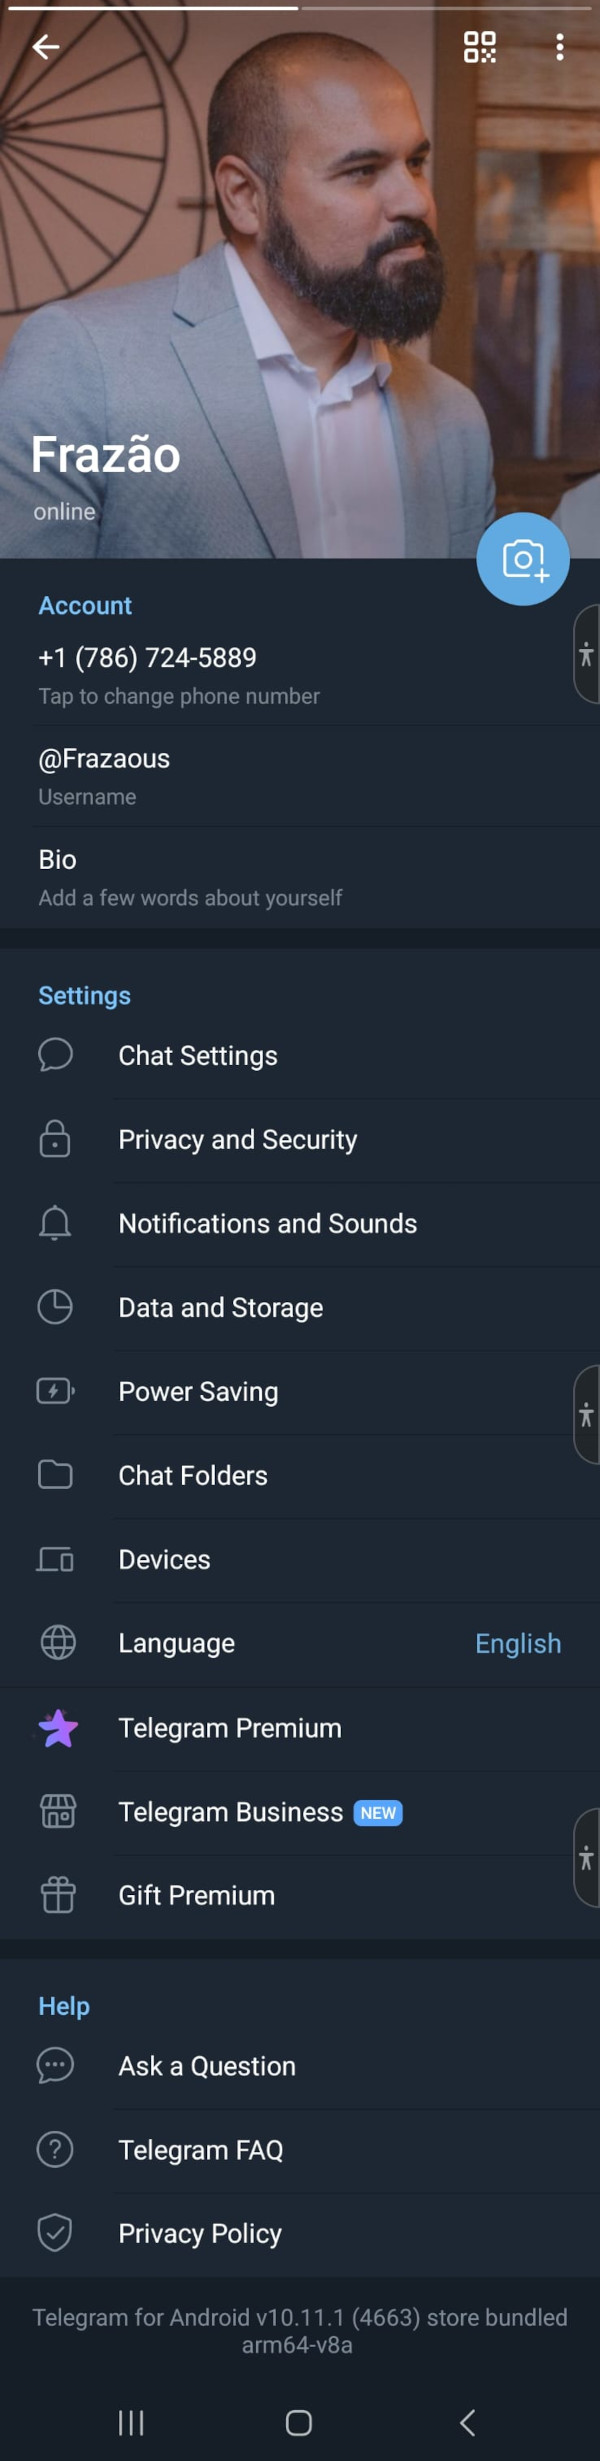 Frazão
online
Account
+1 (786) 724-5889
Tap to change phone number
@Frazaous
Username
Bio
Add a few words about yourself
Settings
Chat Settings
Privacy and Security
Notifications and Sounds
Data and Storage
Power Saving
Chat Folders
Devices
Language English
Telegram Premium
Telegram Business NEW
Gift Premium
Help
Ask a Question
Telegram FAQ
Privacy Policy
Telegram for Android v10.11.1 (4663) store bundled
arm64-v8a